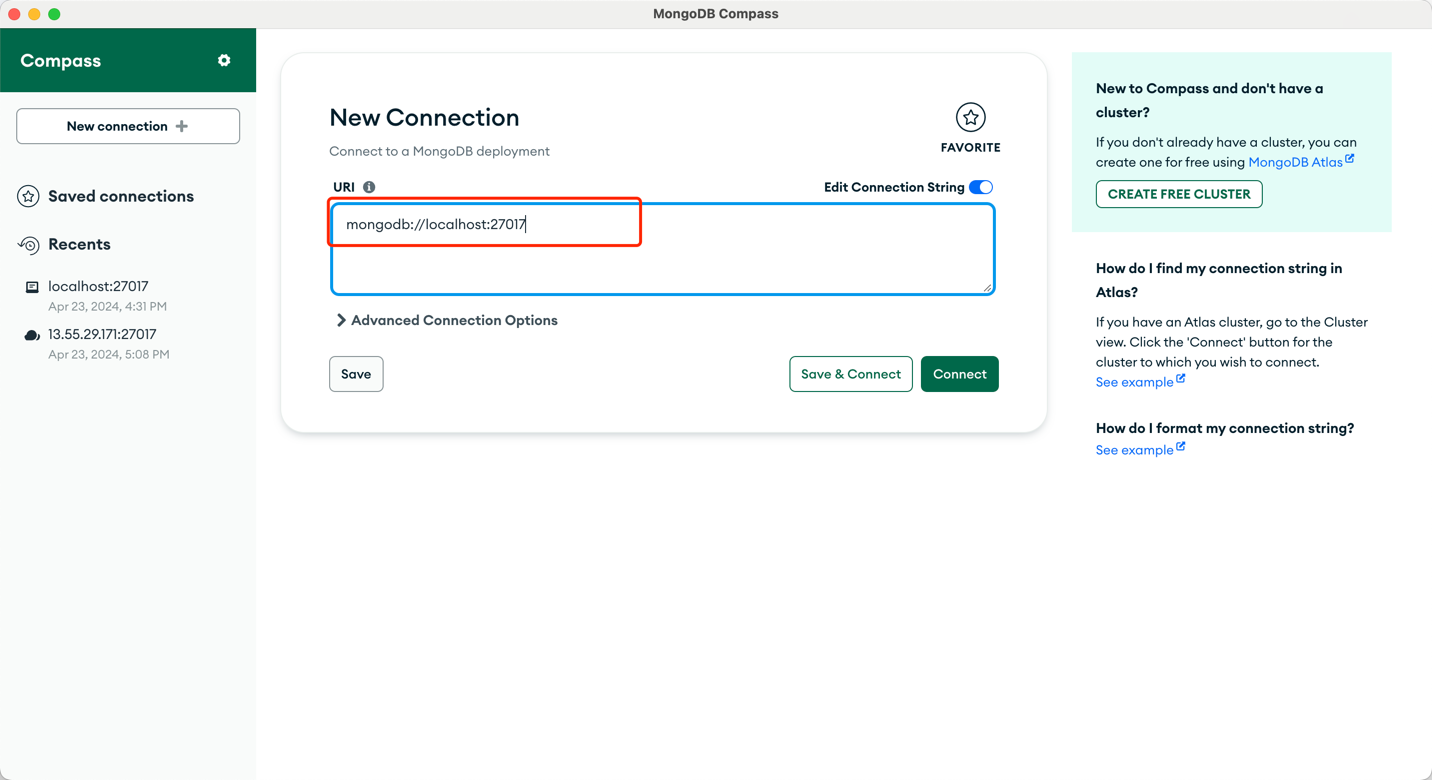 MongoDB Compass
Compass
New connection
Saved connections
Recents
localhost:27017
Apr 23, 2024, 4:31 PM
13.55.29.171:27017
Apr 23, 2024, 5:08 PM
New Connection
Connect to a MongoDB deployment
FAVORITE
URI
Edit Connection String
mongodb://localhost:27017
Advanced Connection Options
Save
Save & Connect
Connect
New to Compass and don't have a
cluster?
If you don't already have a cluster, you can
create one for free using MongoDB Atlas
CREATE FREE CLUSTER
How do I find my connection string in
Atlas?
If you have an Atlas cluster, go to the Cluster
view. Click the 'Connect' button for the
cluster to which you wish to connect.
See example
How do I format my connection string?
See example